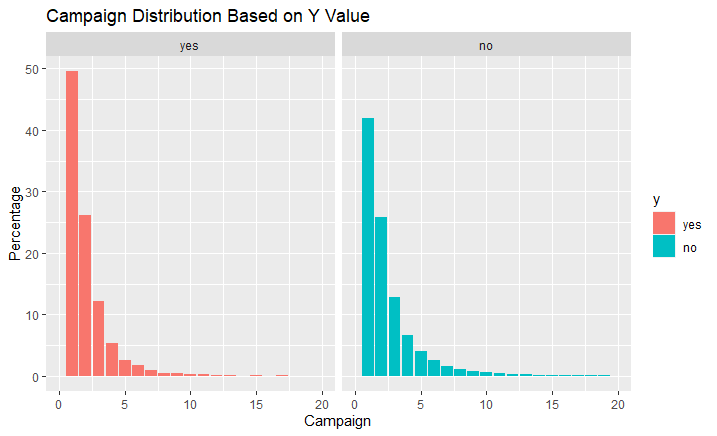 Campaign Distribution Based on Y Value
yes
no
50
40
30
20
10
0
Percentage
0 5 10 15 20
0 5 10 15 20
Campaign
y
yes
no